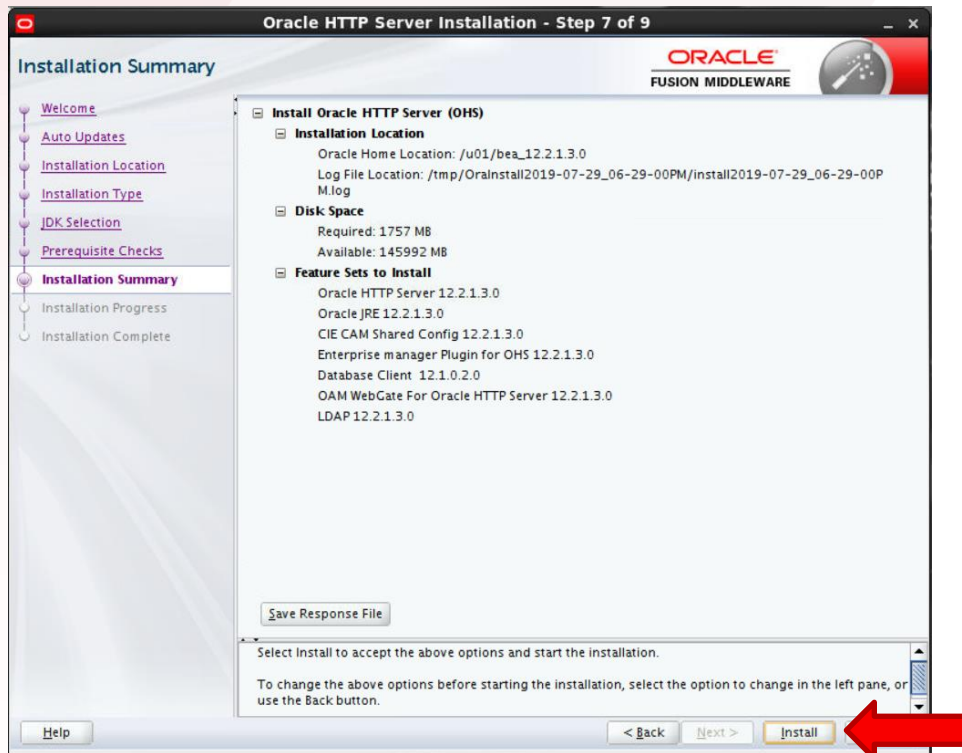 Oracle HTTP Server Installation - Step 7 of 9
Installation Summary
ORACLE
FUSION MIDDLEWARE
Welcome
Auto Updates
Installation Location
Installation Type
JDK Selection
Prerequisite Checks
Installation Summary
Installation Progress
Installation Complete
Install Oracle HTTP Server (OHS)
Installation Location
Oracle Home Location: /u01/bea_12.2.1.3.0
Log File Location: /tmp/OraInstall2019-07-29_06-29-00PM/install2019-07-29_06-29-00P
M.log
Disk Space
Required: 1757 MB
Available: 145992 MB
Feature Sets to Install
Oracle HTTP Server 12.2.1.3.0
Oracle JRE 12.2.1.3.0
CIE CAM Shared Config 12.2.1.3.0
Enterprise manager Plugin for OHS 12.2.1.3.0
Database Client 12.1.0.2.0
OAM WebGate For Oracle HTTP Server 12.2.1.3.0
LDAP 12.2.1.3.0
Save Response File
Select Install to accept the above options and start the installation.
To change the above options before starting the installation, select the option to change in the left pane, or
use the Back button.
Help
< Back
Next >
Install